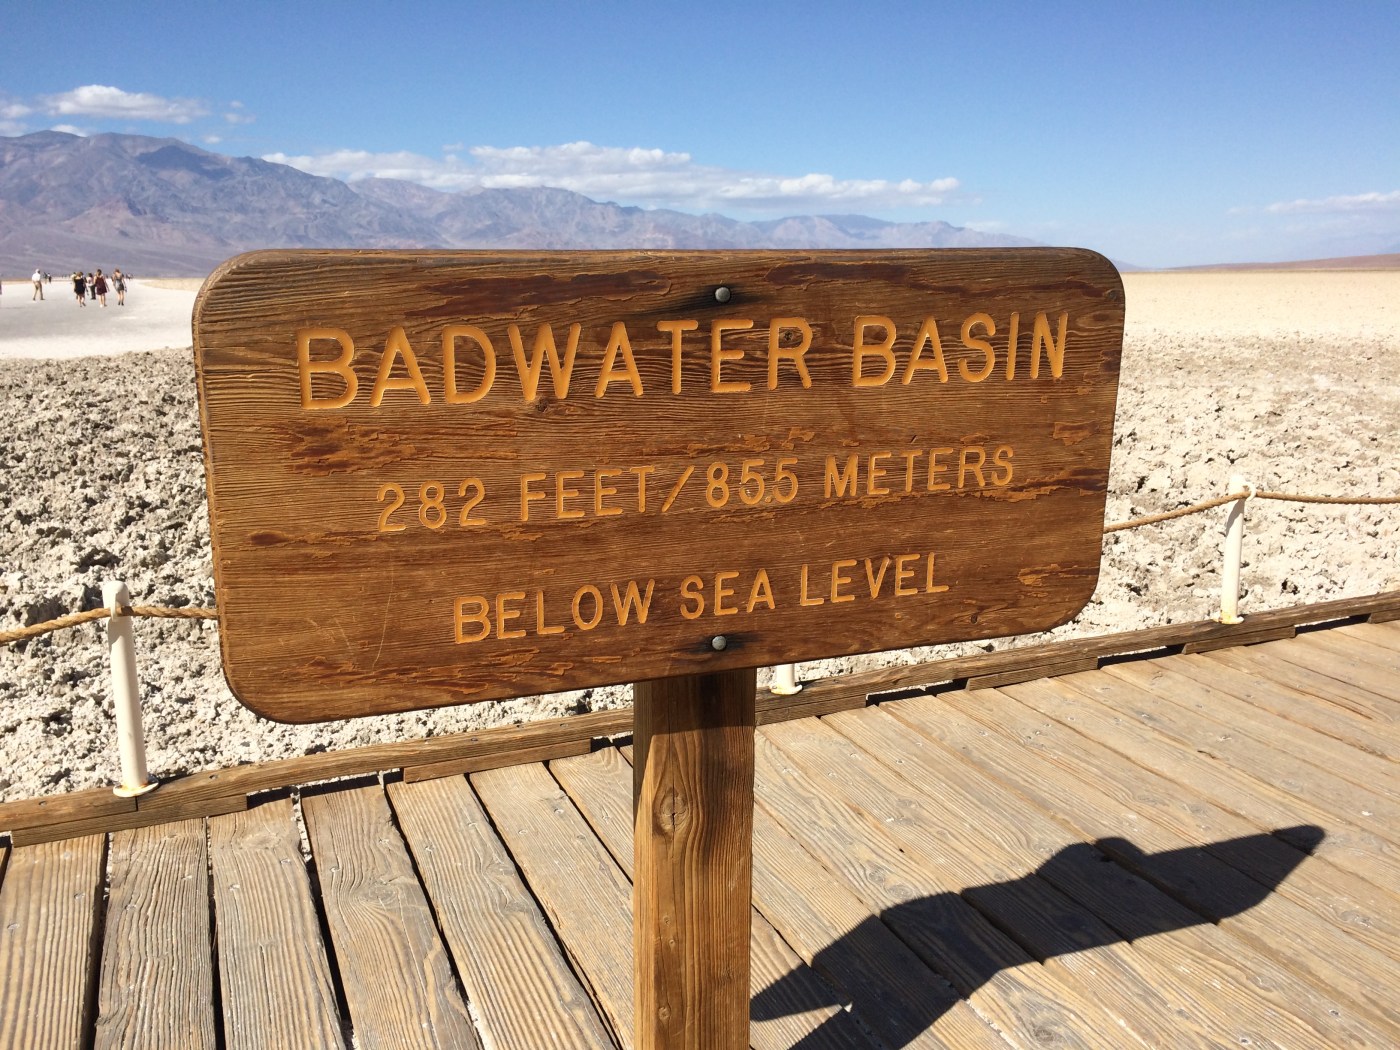 BADWATER BASIN
282 FEET/85.5 METERS
BELOW SEA LEVEL